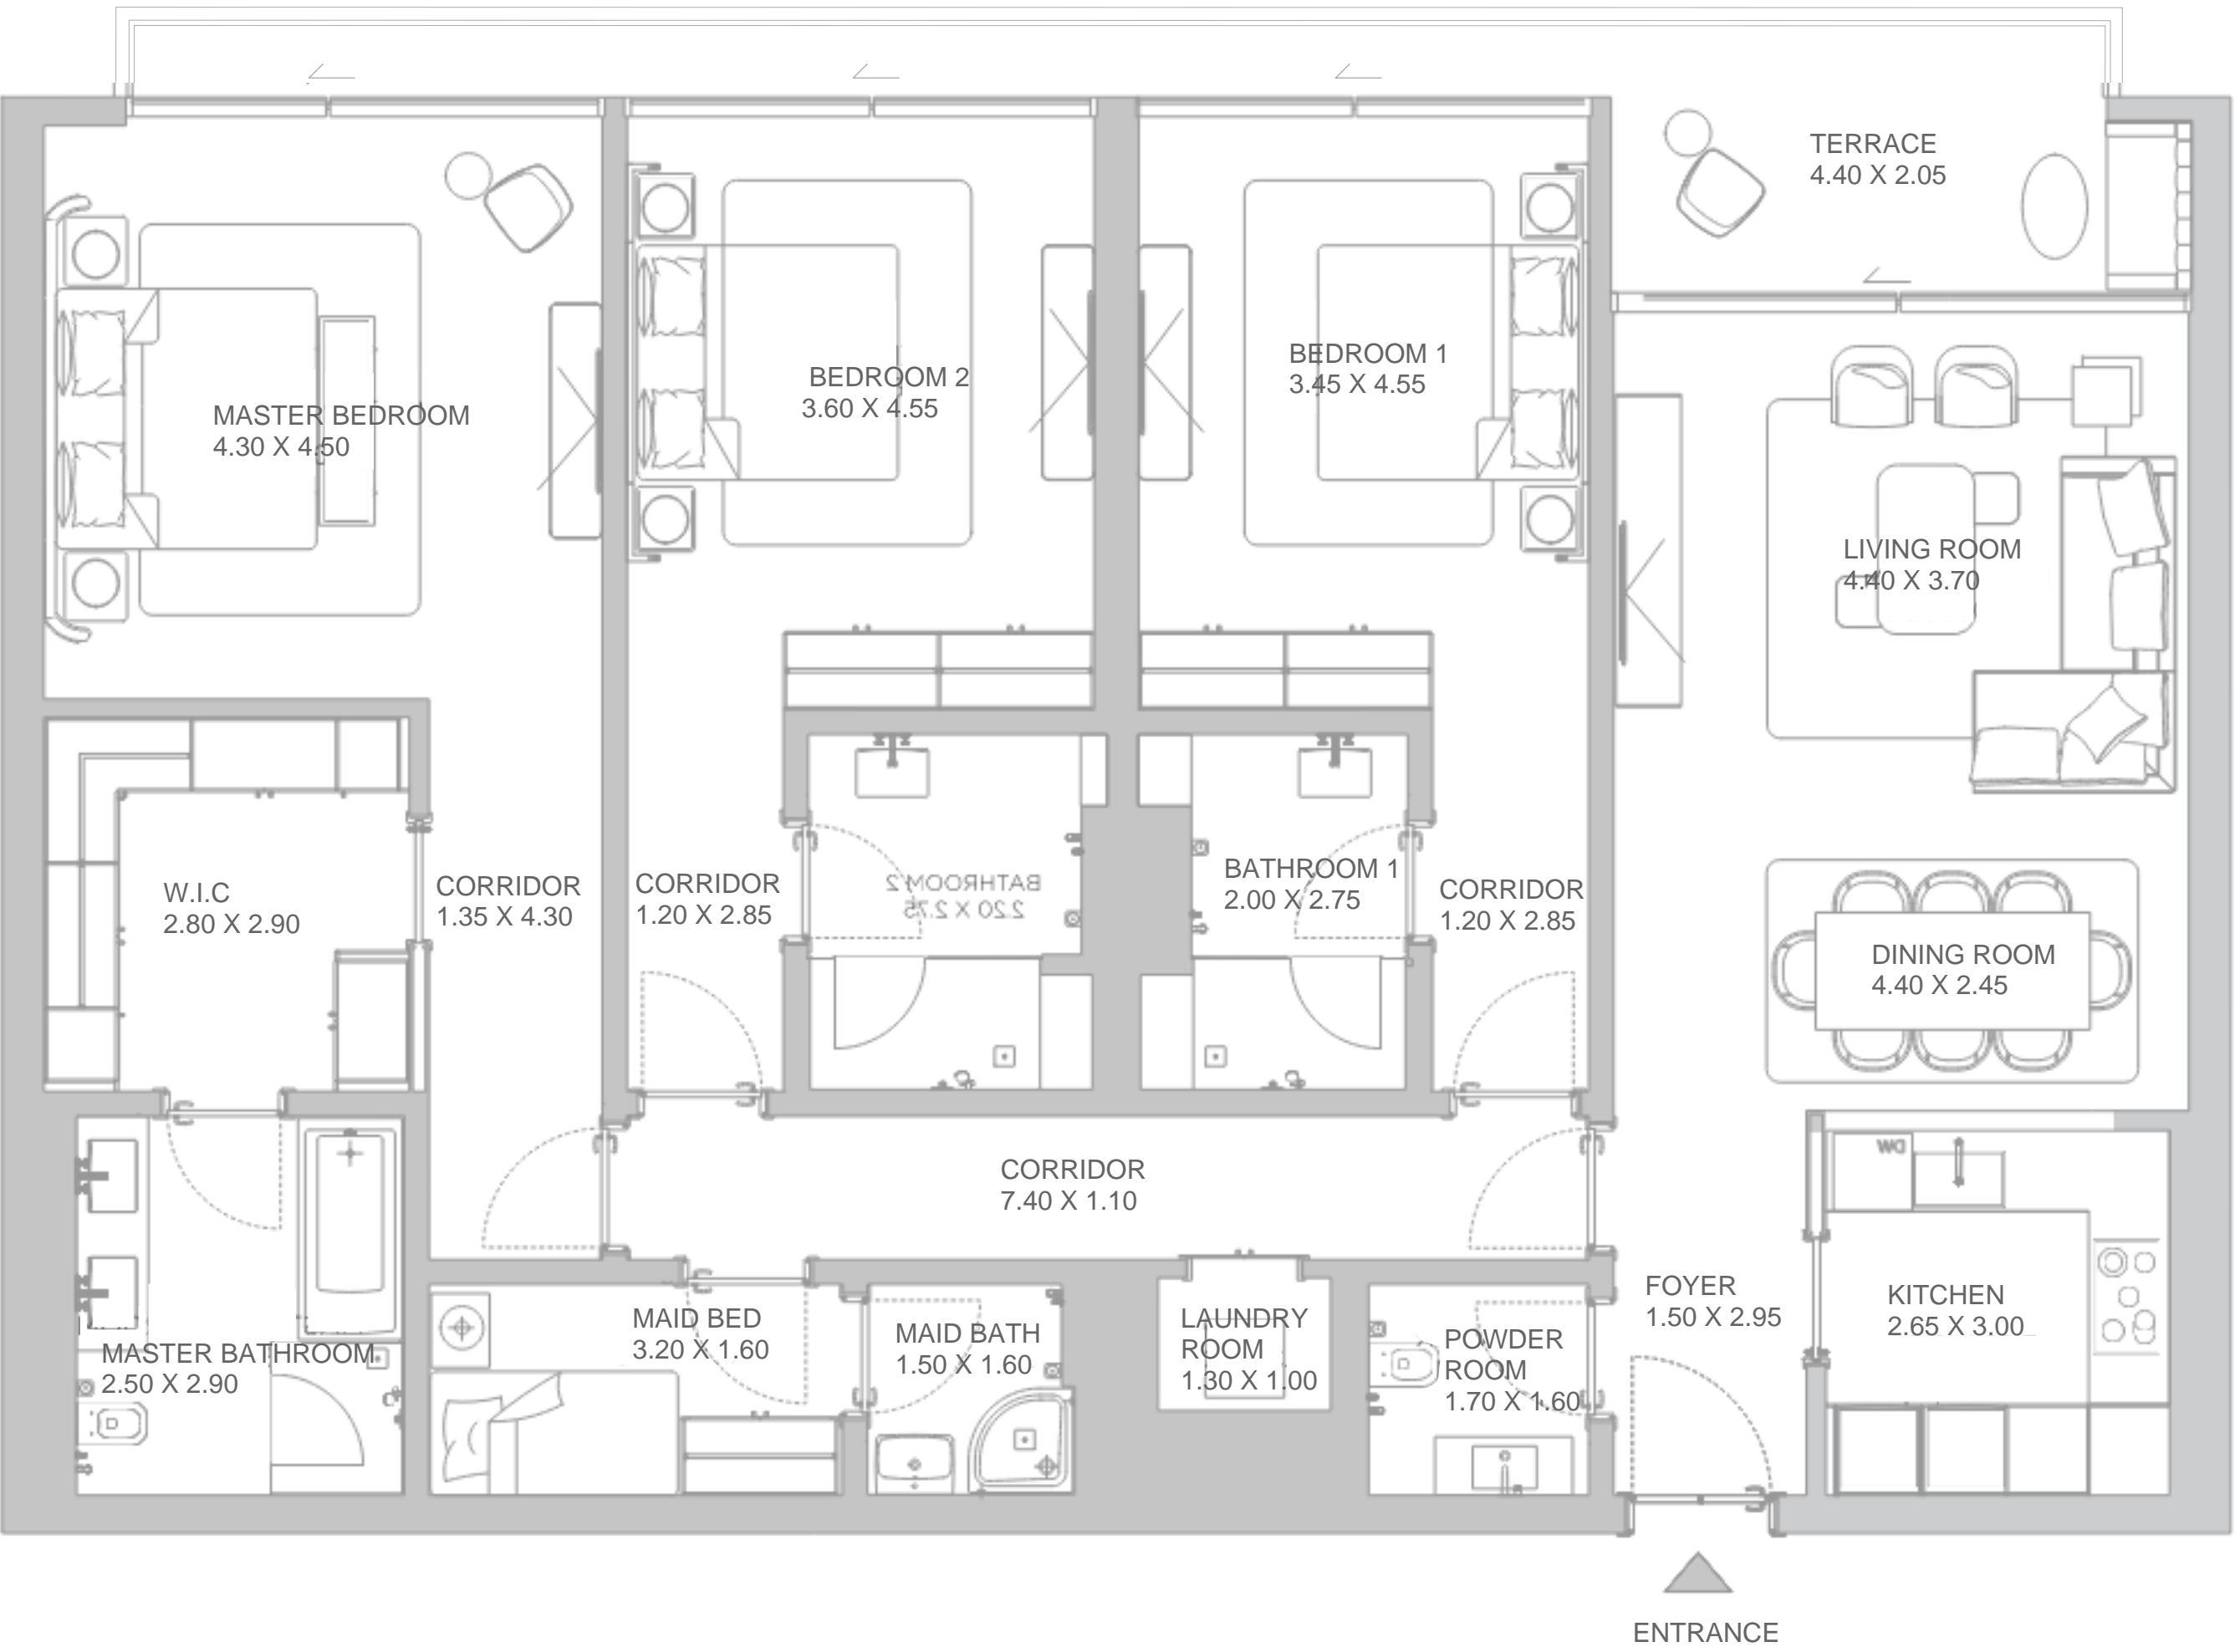 TERRACE
4.40 X 2.05
MASTER BEDROOM
4.30 X 4.50
BEDROOM 2
3.60 X 4.55
BEDROOM 1
3.45 X 4.55
LIVING ROOM
4.40 X 3.70
W.I.C
2.80 X 2.90
CORRIDOR
1.35 X 4.30
CORRIDOR
1.20 X 2.85
BATHROOM 2
2.20 X 2.75
BATHROOM 1
2.00 X 2.75
CORRIDOR
1.20 X 2.85
DINING ROOM
4.40 X 2.45
CORRIDOR
7.40 X 1.10
DW
MASTER BATHROOM
2.50 X 2.90
MAID BED
3.20 X 1.60
MAID BATH
1.50 X 1.60
LAUNDRY
ROOM
1.30 X 1.00
POWDER
ROOM
1.70 X 1.60
FOYER
1.50 X 2.95
KITCHEN
2.65 X 3.00
ENTRANCE